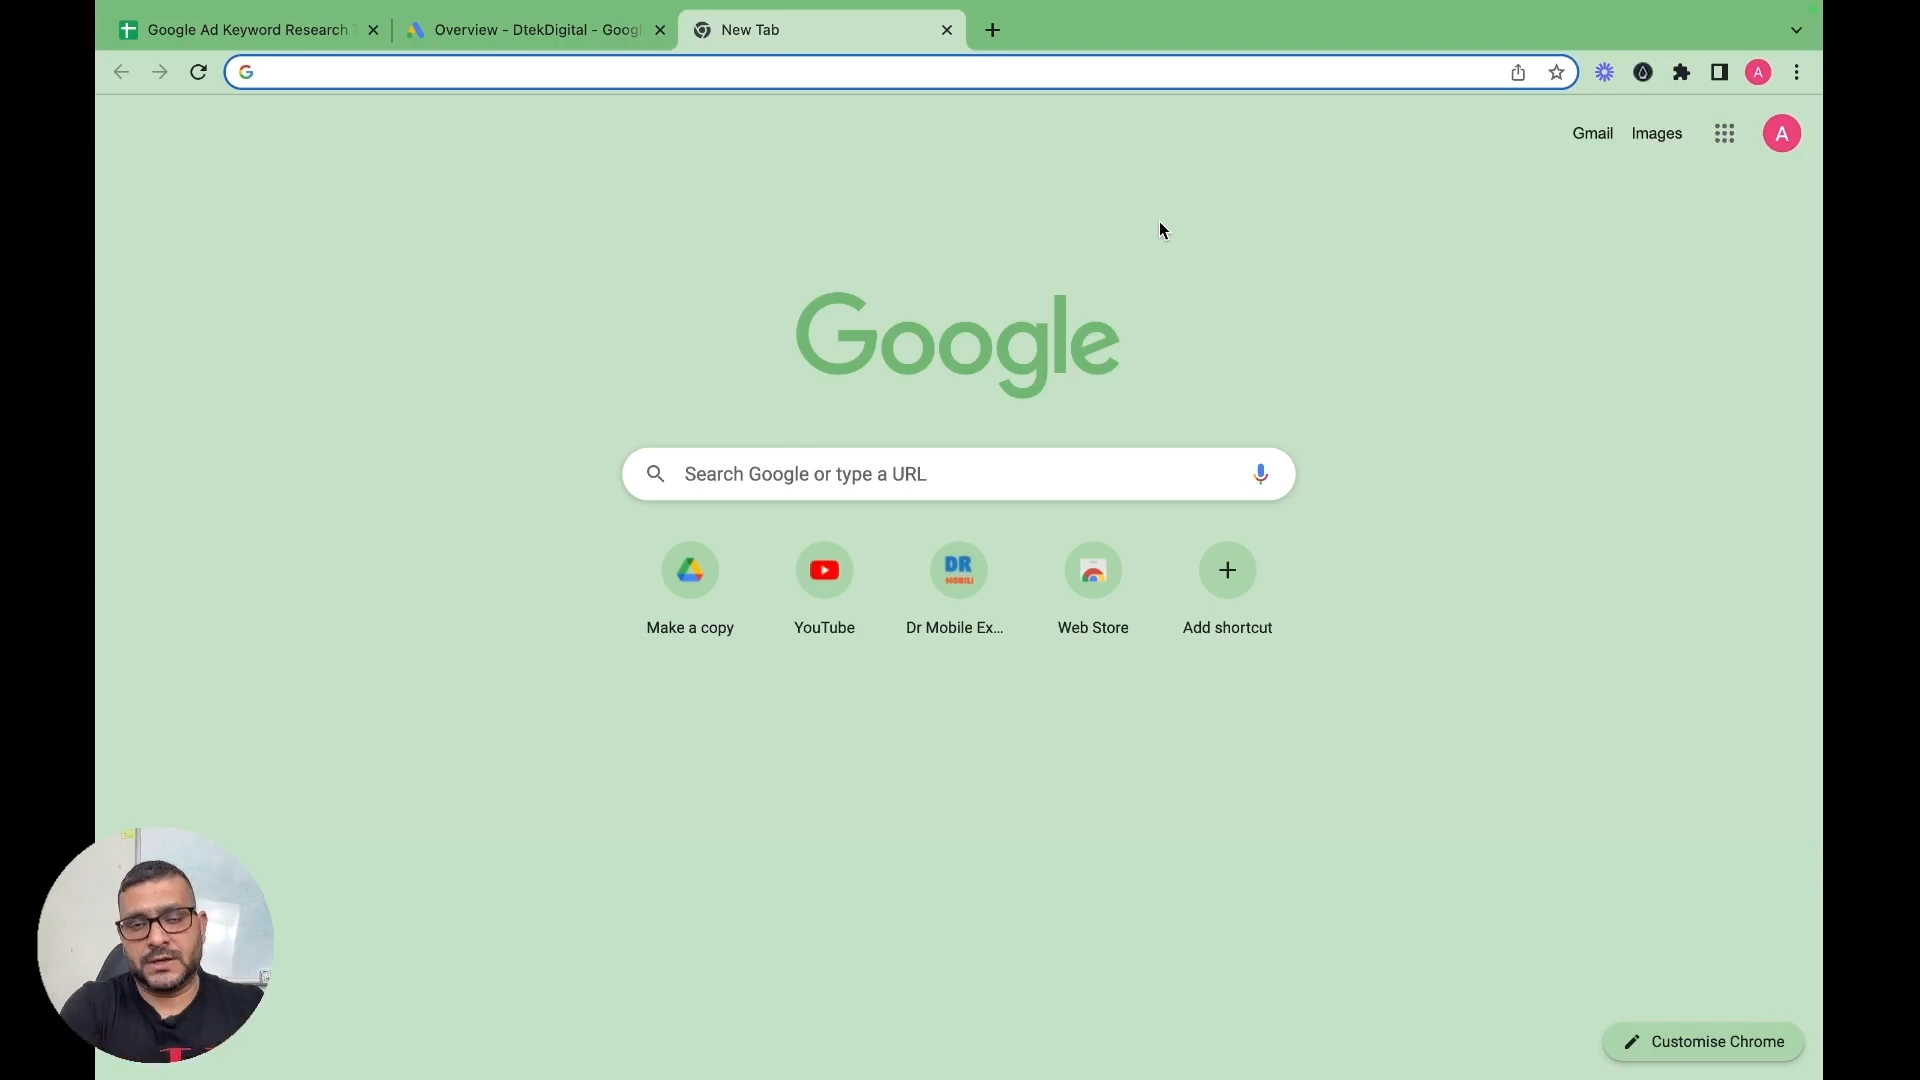 Google Ad Keyword Research
Overview - DtekDigital - Googl
New Tab
G
A
Gmail
Images
A
Google
Search Google or type a URL
DR
MOBILI
Make a copy
YouTube
Dr Mobile Ex...
Web Store
Add shortcut
Customise Chrome